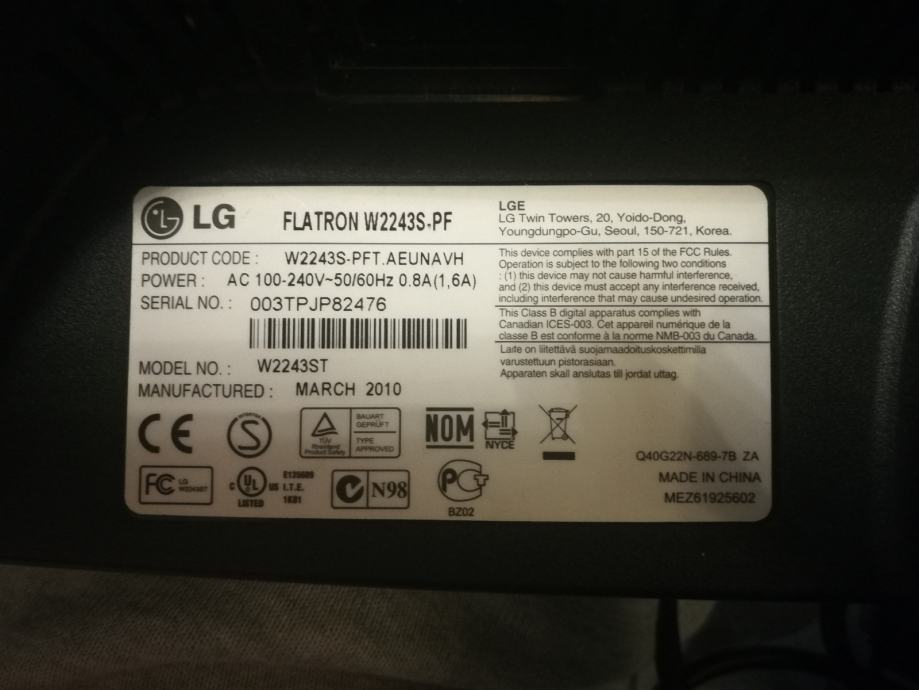 LG
FLATRON W2243S-PF
LGE
LG Twin Towers, 20, Yoido-Dong,
Youngdungpo-Gu, Seoul, 150-721, Korea.
PRODUCT CODE : W2243S-PFT.AEUNAVH
POWER : AC 100-240V~50/60Hz 0.8A(1,6A)
SERIAL NO. : 003TPJP82476
MODEL NO. : W2243ST
MANUFACTURED : MARCH 2010
This device complies with part 15 of the FCC Rules.
Operation is subject to the following two conditions
: (1) this device may not cause harmful interference,
and (2) this device must accept any interference received,
including interference that may cause undesired operation.
This Class B digital apparatus complies with
Canadian ICES-003. Cet appareil numérique de la
classe B est conforme à la norme NMB-003 du Canada.
Laite on liitettävä suojamaadoituskoskettimilla
varustettuun pistorasiaan.
Apparaten skall anslutas till jordat uttag.
CE
S
TÜV
Rheinland
Product Safety
BAUART
GEPRÜFT
TYPE
APPROVED
NOM
NYCE
FC
LG
W2243ST
C UL US
LISTED
E135609
I.T.E.
1KB1
N98
PCT
BZ02
Q40G22N-689-7B ZA
MADE IN CHINA
MEZ61925602